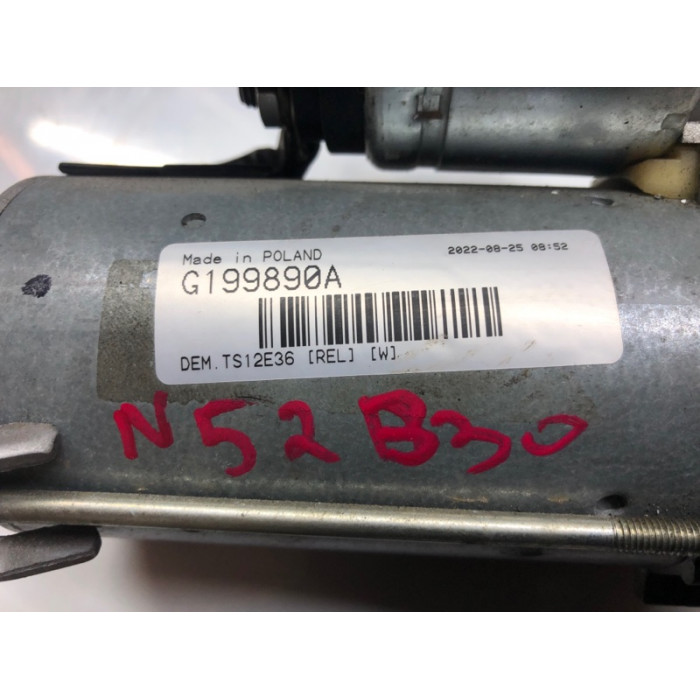 Made in POLAND 2022-08-25 08:52
G199890A
DEM.TS12E36 [REL] [W]
N52B30